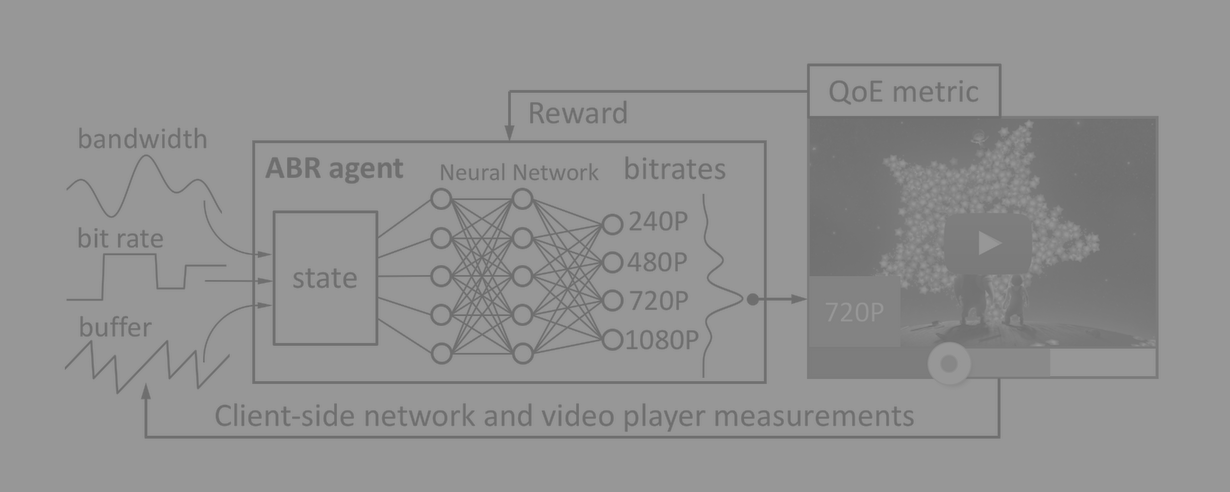 QoE metric
Reward
bandwidth
ABR agent
Neural Network
bitrates
240P
bit rate
480P
state
720P
720P
buffer
1080P
Client-side network and video player measurements